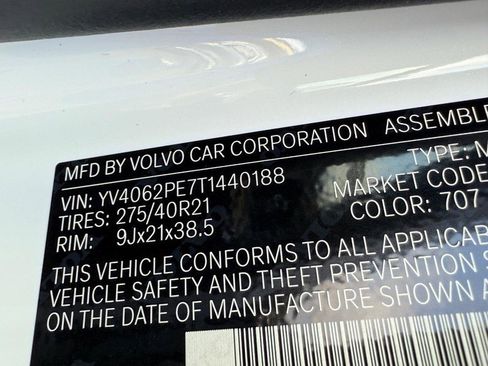 MFD BY VOLVO CAR CORPORATION ASSEMBLE
TYPE: M
VIN: YV4062PE7T1440188
MARKET CODE
TIRES: 275/40R21
COLOR: 707
RIM: 9Jx21x38.5
THIS VEHICLE CONFORMS TO ALL APPLICA
VEHICLE SAFETY AND THEFT PREVENTION S
ON THE DATE OF MANUFACTURE SHOWN A